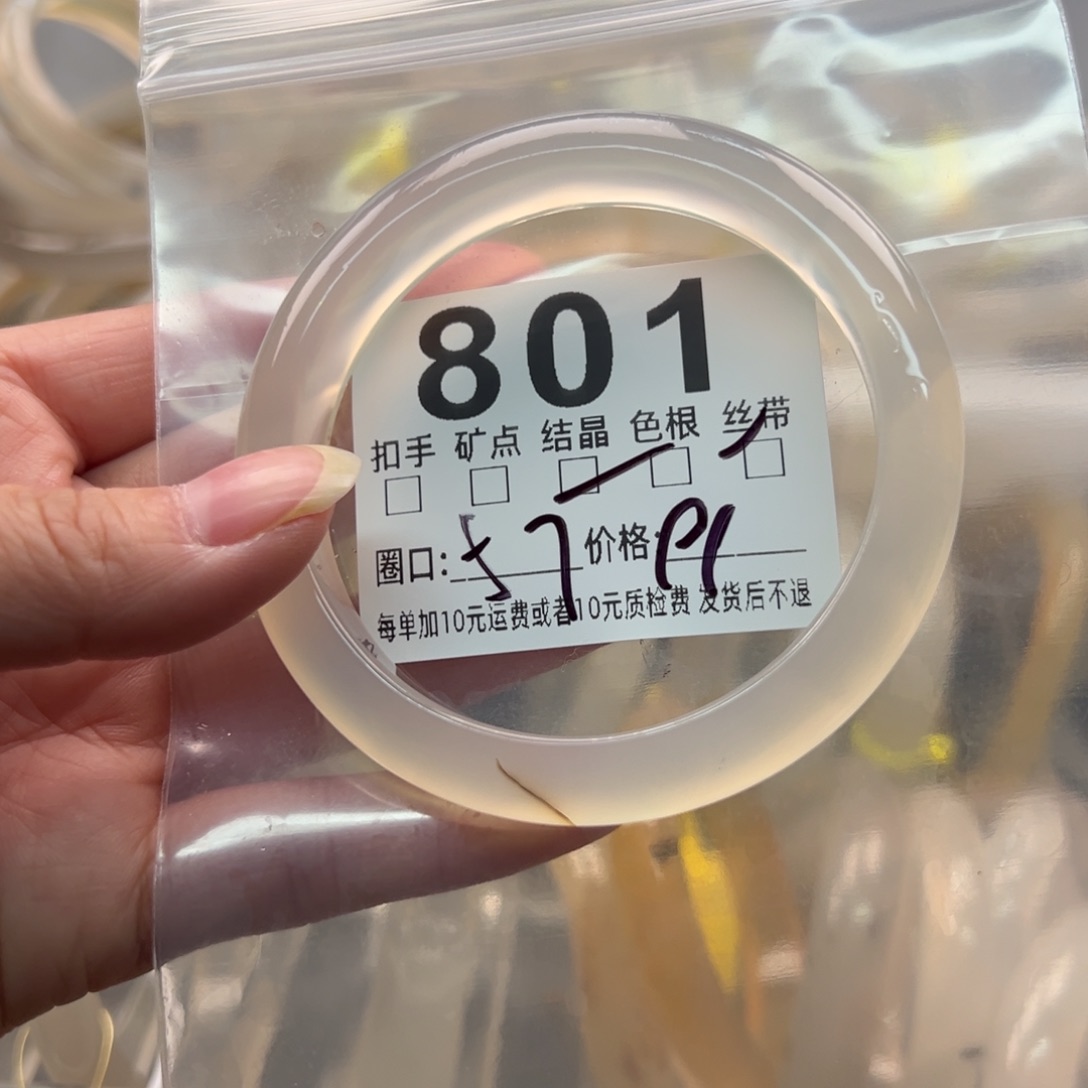 801
扣手 矿点 结晶 色根 丝带
圈口: 57 价格:
每单加10元运费或者10元质检费 发货后不退